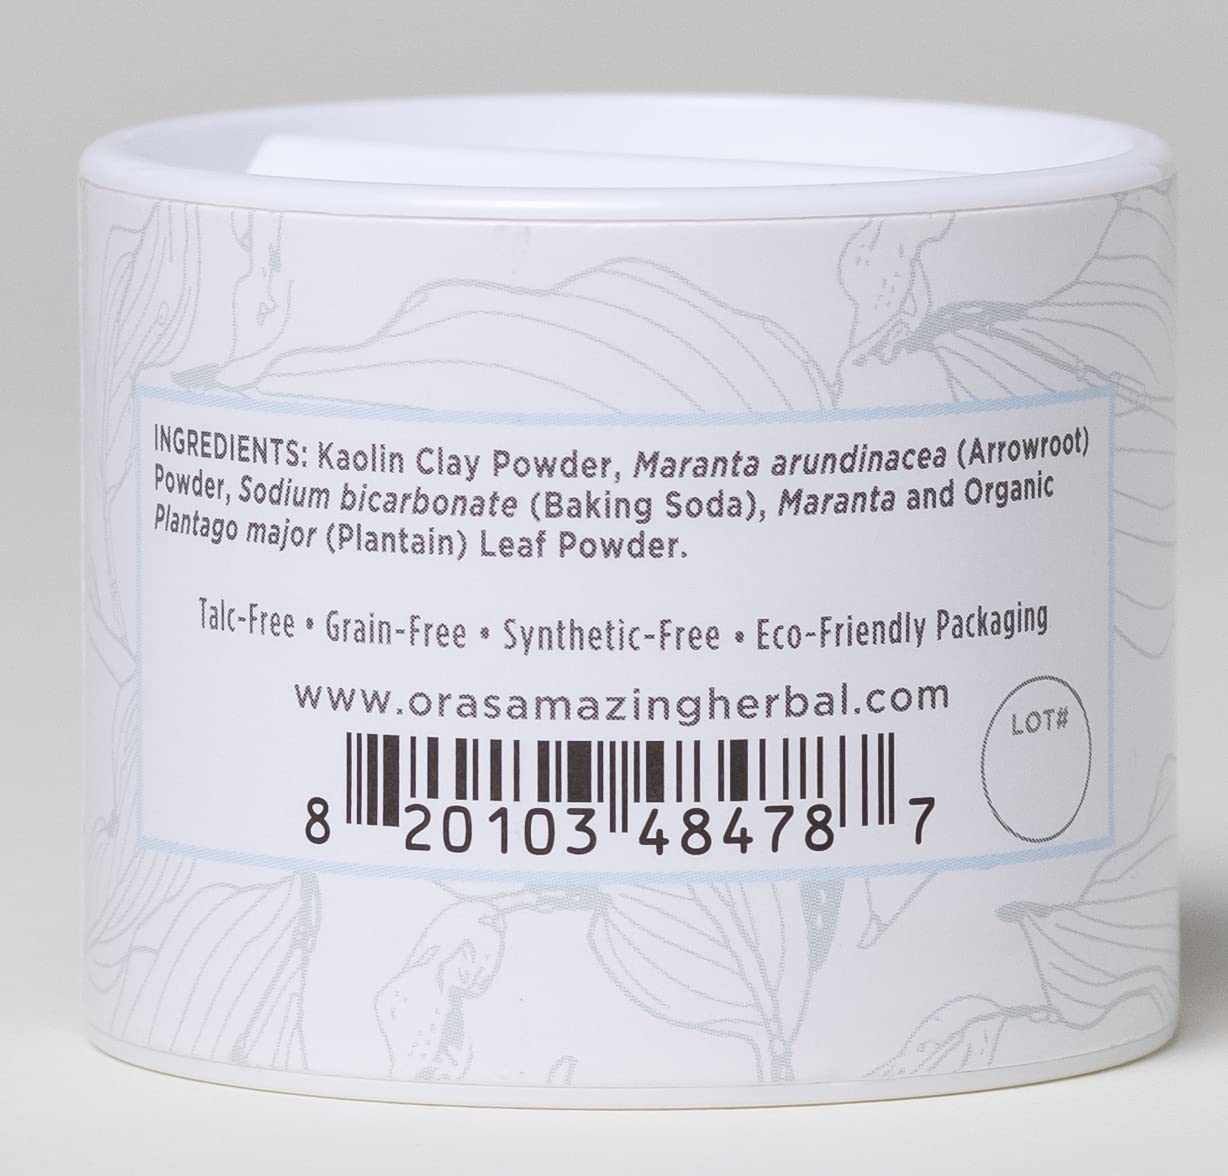 INGREDIENTS: Kaolin Clay Powder, Maranta arundinacea (Arrowroot)
Powder, Sodium bicarbonate (Baking Soda), Maranta and Organic
Plantago major (Plantain) Leaf Powder.
Talc-Free • Grain-Free • Synthetic-Free • Eco-Friendly Packaging
www.orasamazingherbal.com
LOT#
8 20103 48478 7